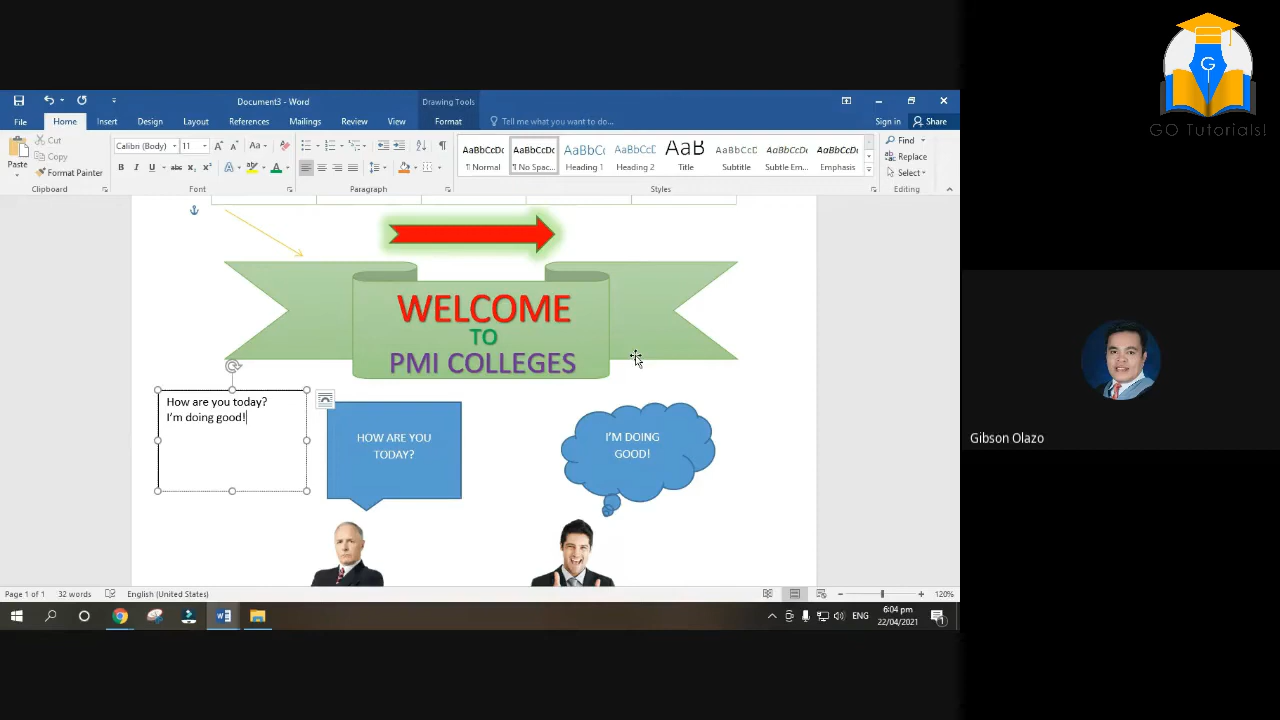 G
GO Tutorials!
Document3 - Word
Drawing Tools
File
Home
Insert
Design
Layout
References
Mailings
Review
View
Format
Tell me what you want to do...
Sign in
Share
Paste
Cut
Copy
Format Painter
Clipboard
Calibri (Body)
11
Font
Paragraph
AaBbCcDc
¶ Normal
AaBbCcDc
¶ No Spac...
AaBbCc
Heading 1
AaBbCcC
Heading 2
AaB
Title
AaBbCcD
Subtitle
AaBbCcDc
Subtle Em...
AaBbCcDc
Emphasis
Styles
Find
Replace
Select
Editing
WELCOME
TO
PMI COLLEGES
How are you today?
I'm doing good!
HOW ARE YOU
TODAY?
I'M DOING
GOOD!
Gibson Olazo
Page 1 of 1
32 words
English (United States)
120%
ENG
6:04 pm
22/04/2021